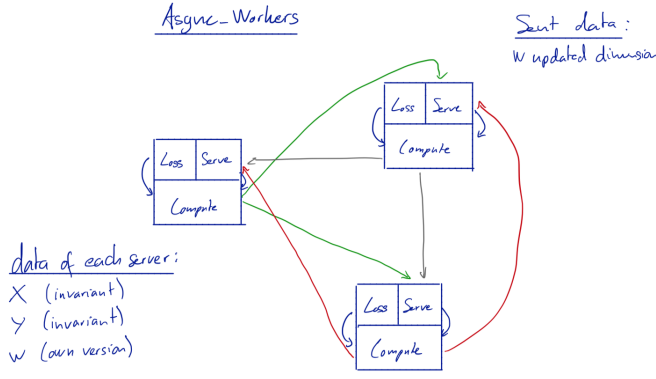 Async_Workers
Sent data:
W updated dimension
Loss Serve
Compute
Loss Serve
Compute
data of each server:
X (invariant)
Y (invariant)
W (own version)
Loss Serve
Compute